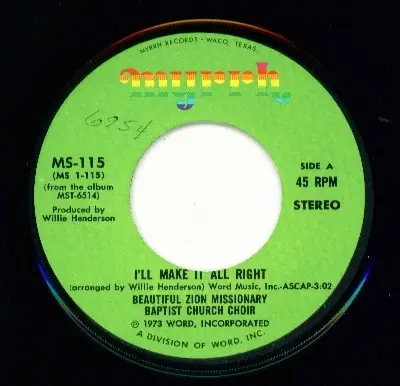 MYRRH RECORDS • WACO, TEXAS
myrrh
6954
MS-115
(MS 1-115)
(from the album
MST-6514)
Produced by
Willie Henderson
SIDE A
45 RPM
STEREO
I'LL MAKE IT ALL RIGHT
(arranged by Willie Henderson) Word Music, Inc.-ASCAP-3:02
BEAUTIFUL ZION MISSIONARY
BAPTIST CHURCH CHOIR
℗ 1973 WORD, INCORPORATED
A DIVISION OF WORD, INC.